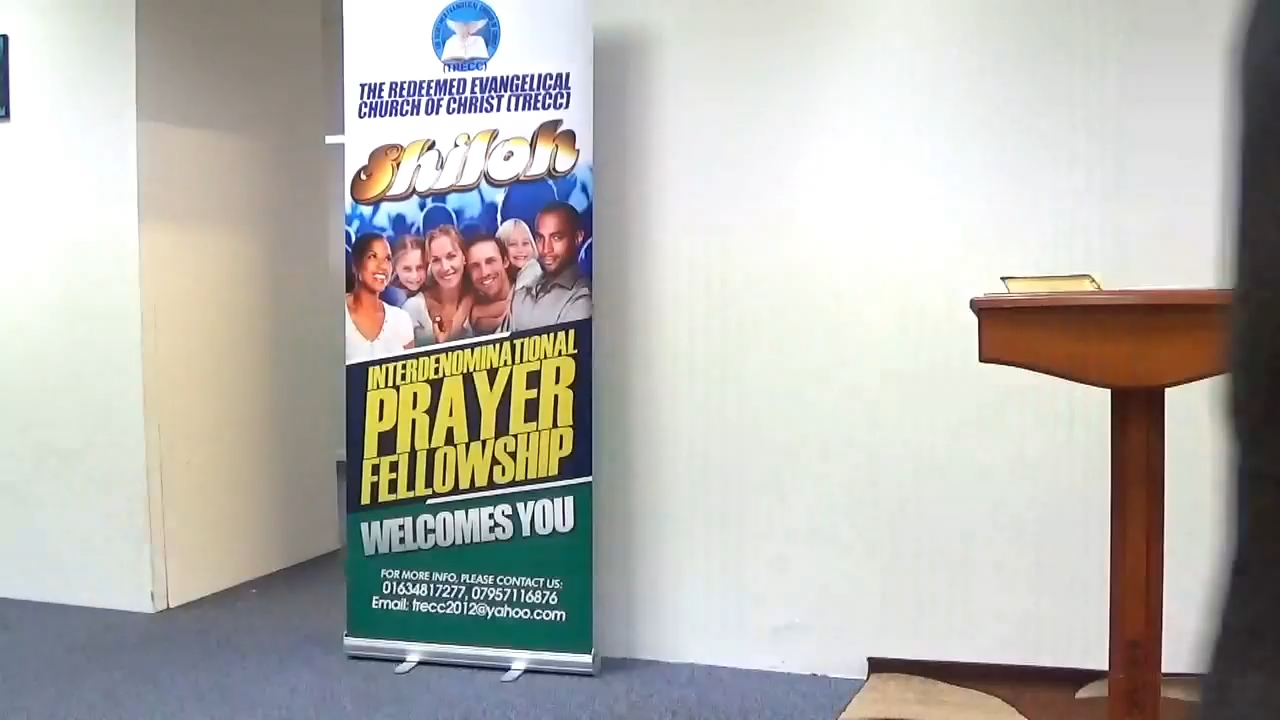 (TRECC)
THE REDEEMED EVANGELICAL
CHURCH OF CHRIST (TRECC)
Shiloh
INTERDENOMINATIONAL
PRAYER
FELLOWSHIP
WELCOMES YOU
FOR MORE INFO, PLEASE CONTACT US:
01634817277, 07957116876
Email: trecc2012@yahoo.com